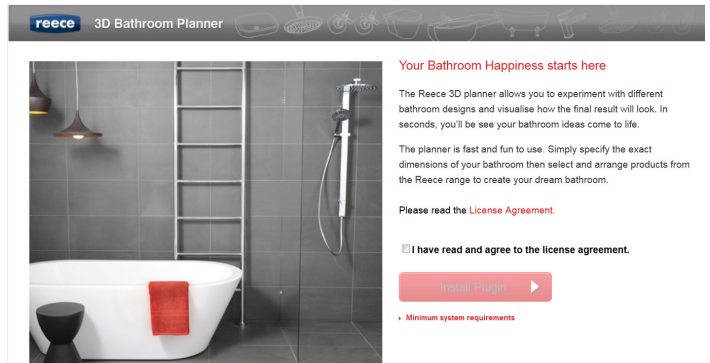 reece 3D Bathroom Planner
Your Bathroom Happiness starts here
The Reece 3D planner allows you to experiment with different
bathroom designs and visualise how the final result will look. In
seconds, you'll be see your bathroom ideas come to life.
The planner is fast and fun to use. Simply specify the exact
dimensions of your bathroom then select and arrange products from
the Reece range to create your dream bathroom.
Please read the License Agreement.
I have read and agree to the license agreement.
Install Plugin
Minimum system requirements